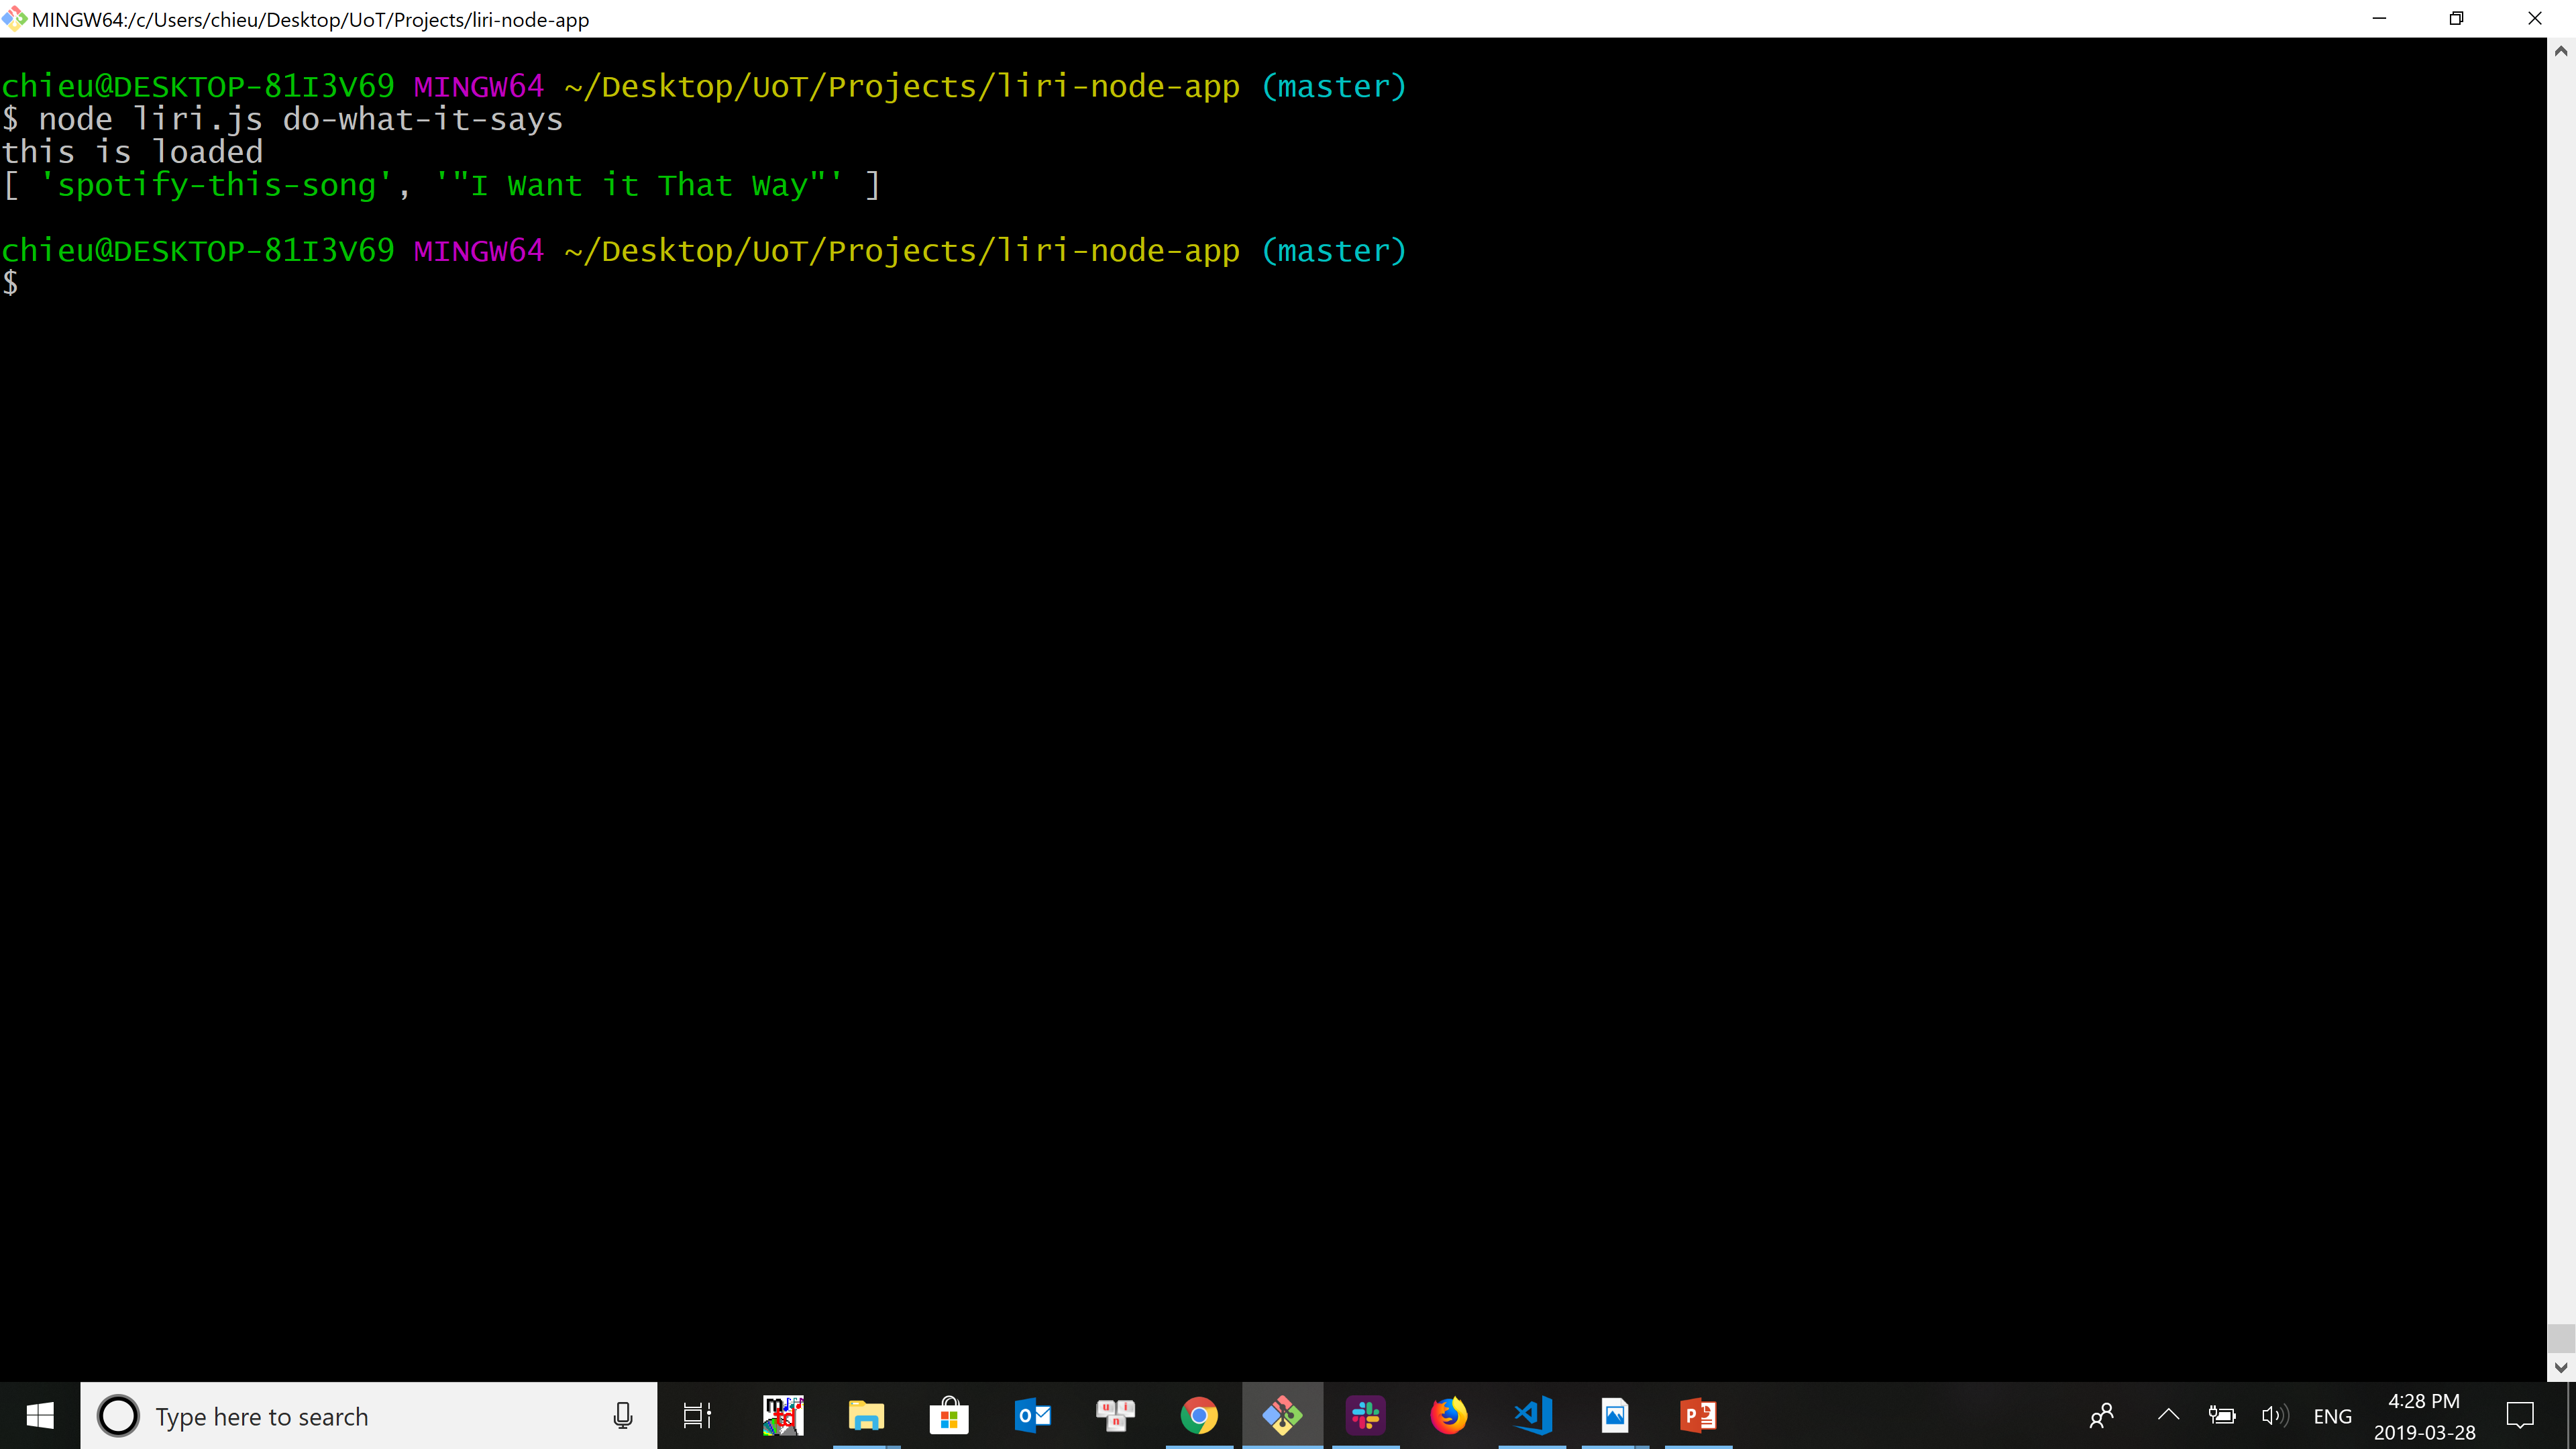 MINGW64:/c/Users/chieu/Desktop/UoT/Projects/liri-node-app
chieu@DESKTOP-81I3V69 MINGW64 ~/Desktop/UoT/Projects/liri-node-app (master)
$ node liri.js do-what-it-says
this is loaded
[ 'spotify-this-song', '"I Want it That Way"' ]
chieu@DESKTOP-81I3V69 MINGW64 ~/Desktop/UoT/Projects/liri-node-app (master)
$
Type here to search
ENG
4:28 PM
2019-03-28